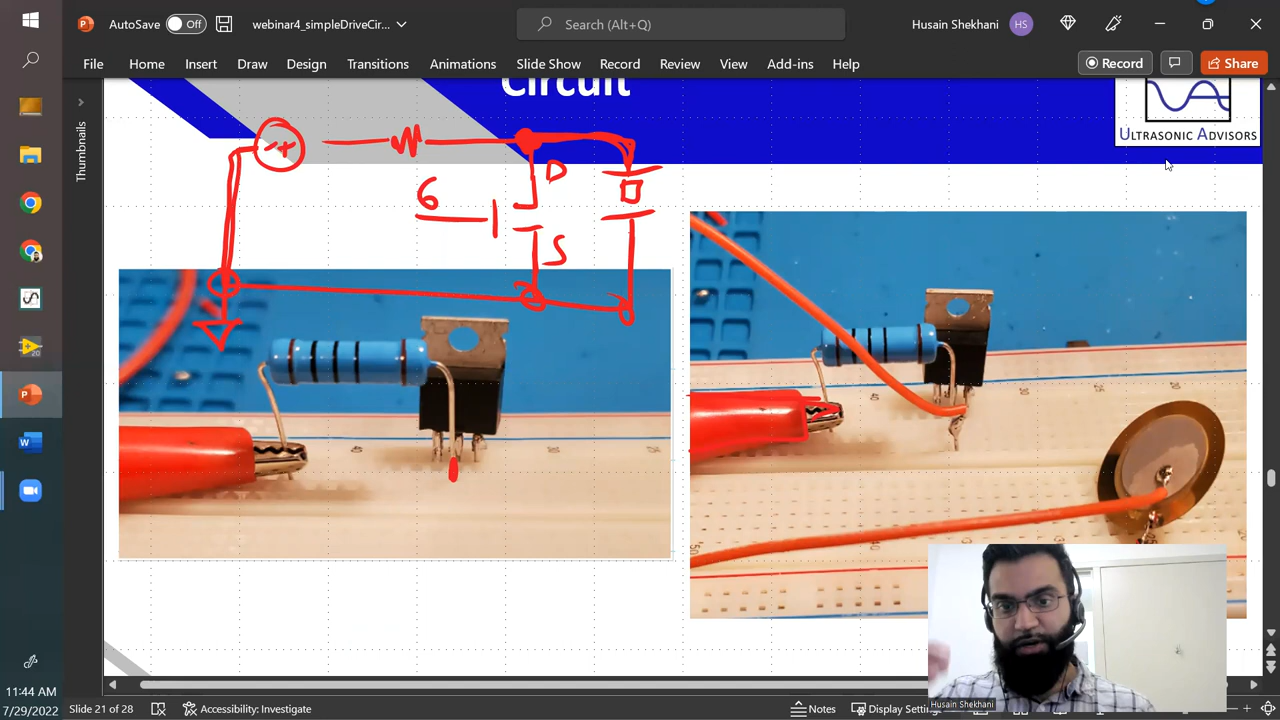 AutoSave Off webinar4_simpleDriveCir... Search (Alt+Q) Husain Shekhani HS
File Home Insert Draw Design Transitions Animations Slide Show Record Review View Add-ins Help Record Share
Circuit
ULTRASONIC ADVISORS
Thumbnails
D
6
S
11:44 AM
7/29/2022
Slide 21 of 28 Accessibility: Investigate Notes Display Settings
Husain Shekhani